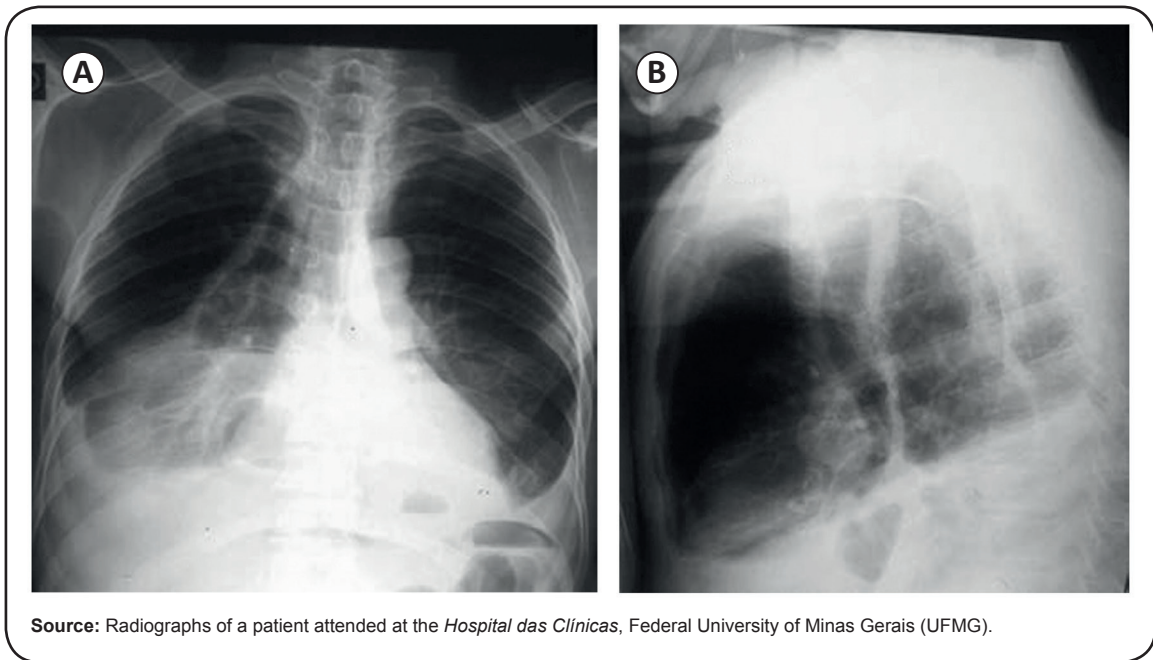 A
B
Source: Radiographs of a patient attended at the Hospital das Clínicas, Federal University of Minas Gerais (UFMG).